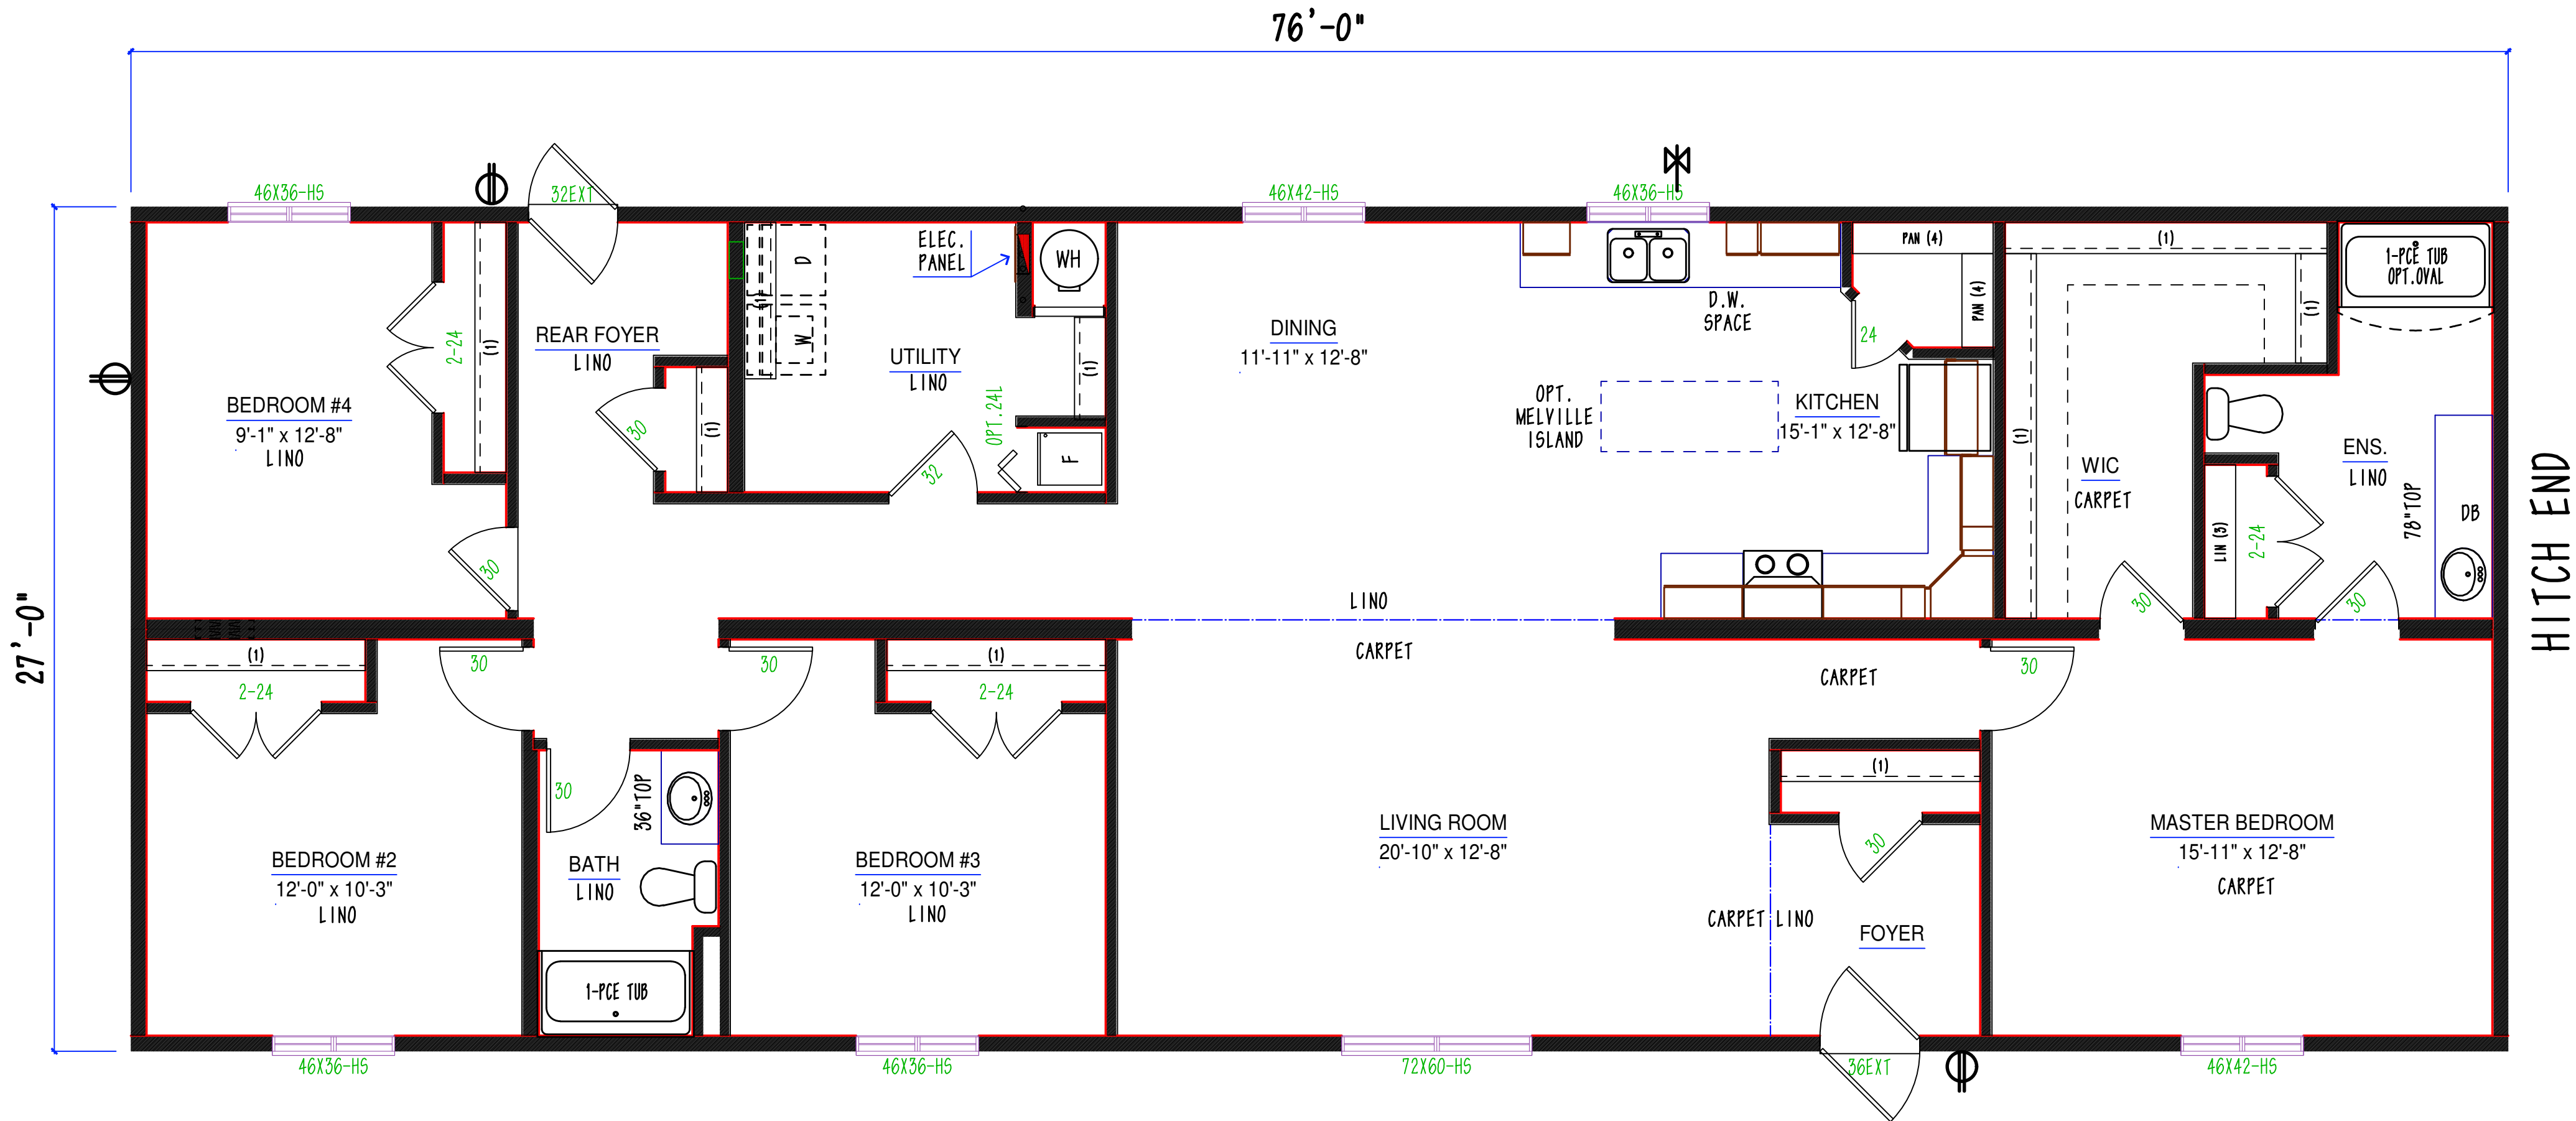 76'-0"
46X36-HS
32EXT
46X42-HS
46X36-HS
ELEC.
PANEL
WH
D
W
(1)
PAN (4)
PAN (4)
(1)
(1)
(1)
1-PCE TUB
OPT.OVAL
D.W.
SPACE
24
REAR FOYER
LINO
2-24
(1)
UTILITY
LINO
(1)
DINING
11'-11" x 12'-8"
OPT.
MELVILLE
ISLAND
KITCHEN
15'-1" x 12'-8"
BEDROOM #4
9'-1" x 12'-8"
LINO
30
(1)
OPT.24L
32
F
WIC
CARPET
ENS.
LINO
78"TOP
DB
LIN (3)
2-24
30
30
30
HITCH END
27'-0"
LINO
CARPET
CARPET
(1)
2-24
30
30
(1)
2-24
30
30
36"TOP
(1)
30
BEDROOM #2
12'-0" x 10'-3"
LINO
BATH
LINO
BEDROOM #3
12'-0" x 10'-3"
LINO
LIVING ROOM
20'-10" x 12'-8"
MASTER BEDROOM
15'-11" x 12'-8"
CARPET
CARPET LINO
FOYER
1-PCE TUB
46X36-HS
46X36-HS
72X60-HS
36EXT
46X42-HS